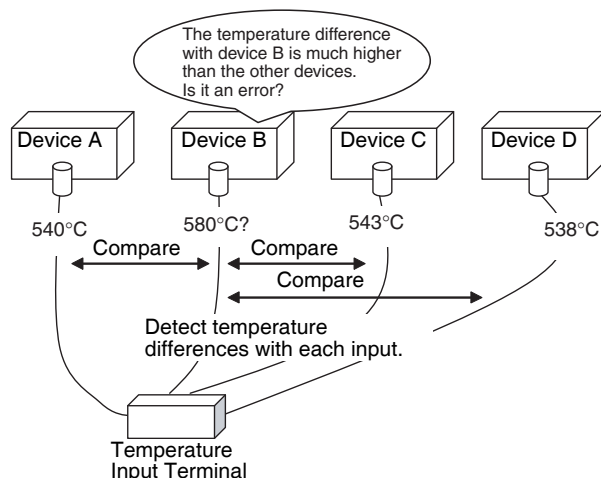 The temperature difference
with device B is much higher
than the other devices.
Is it an error?
Device A
Device B
Device C
Device D
540°C
580°C?
543°C
538°C
Compare
Compare
Compare
Detect temperature
differences with each input.
Temperature
Input Terminal